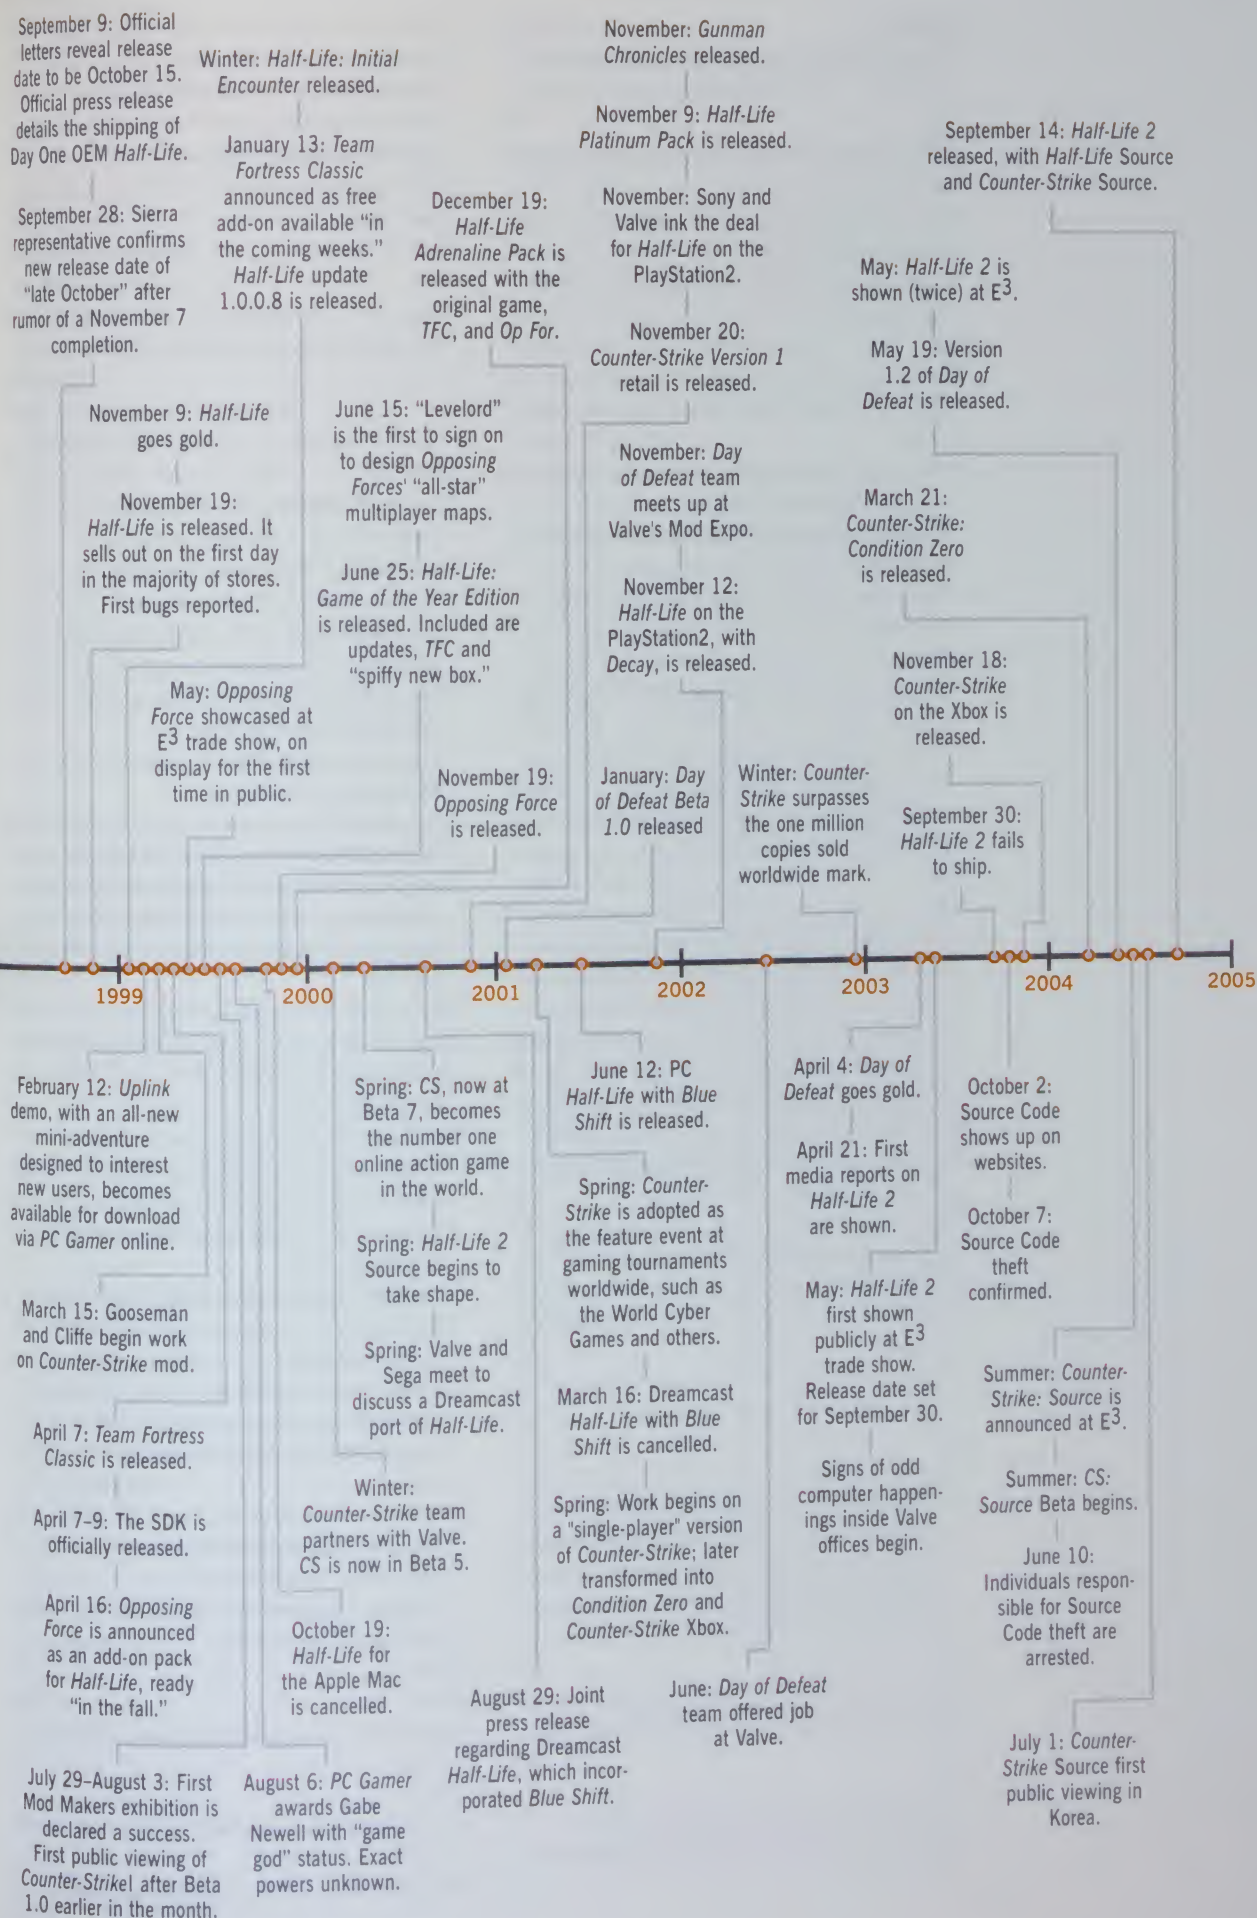 September 9: Official
letters reveal release
date to be October 15.
Official press release
details the shipping of
Day One OEM Half-Life.
September 28: Sierra
representative confirms
new release date of
“late October” after
rumor of a November 7
completion.
November 9: Half-Life
goes gold.
November 19:
Half-Life is released. It
sells out on the first day
in the majority of stores.
First bugs reported.
Winter: Half-Life: Initial
Encounter released.
January 13: Team
Fortress Classic
announced as free
add-on available “in
the coming weeks.”
Half-Life update
1.0.0.8 is released.
May: Opposing
Force showcased at
E3 trade show, on
display for the first
time in public.
June 15: “Levelord”
is the first to sign on
to design Opposing
Forces' “all-star”
multiplayer maps.
June 25: Half-Life:
Game of the Year Edition
is released. Included are
updates, TFC and
“spiffy new box.”
November 19:
Opposing Force
is released.
December 19:
Half-Life
Adrenaline Pack is
released with the
original game,
TFC, and Op For.
November: Gunman
Chronicles released.
November 9: Half-Life
Platinum Pack is released.
November: Sony and
Valve ink the deal
for Half-Life on the
PlayStation2.
November 20:
Counter-Strike Version 1
retail is released.
January: Day
of Defeat Beta
1.0 released
November: Day
of Defeat team
meets up at
Valve's Mod Expo.
November 12:
Half-Life on the
PlayStation2, with
Decay, is released.
Winter: Counter-
Strike surpasses
the one million
copies sold
worldwide mark.
September 30:
Half-Life 2 fails
to ship.
November 18:
Counter-Strike
on the Xbox is
released.
March 21:
Counter-Strike:
Condition Zero
is released.
May: Half-Life 2 is
shown (twice) at E3.
May 19: Version
1.2 of Day of
Defeat is released.
September 14: Half-Life 2
released, with Half-Life Source
and Counter-Strike Source.
1999
2000
2001
2002
2003
2004
2005
February 12: Uplink
demo, with an all-new
mini-adventure
designed to interest
new users, becomes
available for download
via PC Gamer online.
March 15: Gooseman
and Cliffe begin work
on Counter-Strike mod.
April 7: Team Fortress
Classic is released.
April 7–9: The SDK is
officially released.
April 16: Opposing
Force is announced
as an add-on pack
for Half-Life, ready
“in the fall.”
July 29–August 3: First
Mod Makers exhibition is
declared a success.
First public viewing of
Counter-Strikel after Beta
1.0 earlier in the month.
August 6: PC Gamer
awards Gabe
Newell with “game
god” status. Exact
powers unknown.
October 19:
Half-Life for
the Apple Mac
is cancelled.
Winter:
Counter-Strike team
partners with Valve.
CS is now in Beta 5.
Spring: CS, now at
Beta 7, becomes
the number one
online action game
in the world.
Spring: Half-Life 2
Source begins to
take shape.
Spring: Valve and
Sega meet to
discuss a Dreamcast
port of Half-Life.
August 29: Joint
press release
regarding Dreamcast
Half-Life, which incor-
porated Blue Shift.
June 12: PC
Half-Life with Blue
Shift is released.
Spring: Counter-
Strike is adopted as
the feature event at
gaming tournaments
worldwide, such as
the World Cyber
Games and others.
March 16: Dreamcast
Half-Life with Blue
Shift is cancelled.
Spring: Work begins on
a "single-player" version
of Counter-Strike; later
transformed into
Condition Zero and
Counter-Strike Xbox.
June: Day of Defeat
team offered job
at Valve.
April 4: Day of
Defeat goes gold.
April 21: First
media reports on
Half-Life 2
are shown.
May: Half-Life 2
first shown
publicly at E3
trade show.
Release date set
for September 30.
Signs of odd
computer happen-
ings inside Valve
offices begin.
October 2:
Source Code
shows up on
websites.
October 7:
Source Code
theft
confirmed.
Summer: Counter-
Strike: Source is
announced at E3.
Summer: CS:
Source Beta begins.
June 10:
Individuals respon-
sible for Source
Code theft are
arrested.
July 1: Counter-
Strike Source first
public viewing in
Korea.